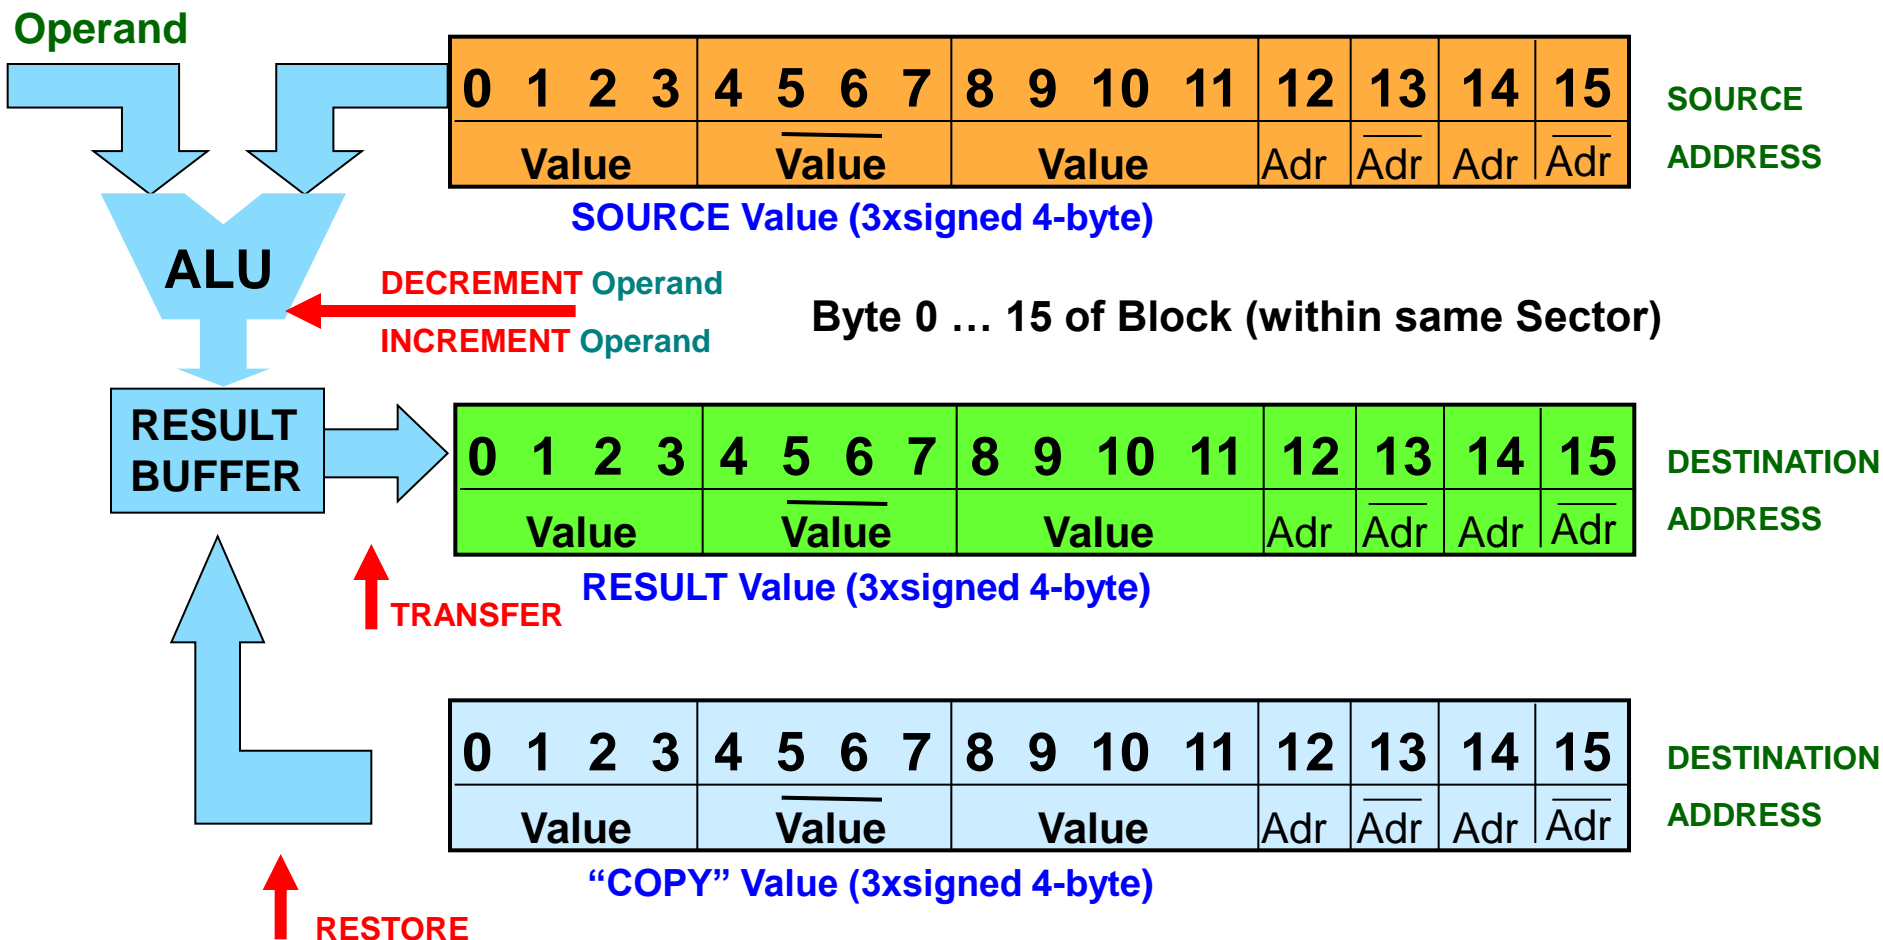 Operand
0 1 2 3 4 5 6 7 8 9 10 11 12 13 14 15
Value Value Value Adr Adr Adr Adr
SOURCE
ADDRESS
SOURCE Value (3xsigned 4-byte)
ALU
DECREMENT Operand
INCREMENT Operand
Byte 0 … 15 of Block (within same Sector)
RESULT
BUFFER
0 1 2 3 4 5 6 7 8 9 10 11 12 13 14 15
Value Value Value Adr Adr Adr Adr
DESTINATION
ADDRESS
RESULT Value (3xsigned 4-byte)
TRANSFER
0 1 2 3 4 5 6 7 8 9 10 11 12 13 14 15
Value Value Value Adr Adr Adr Adr
DESTINATION
ADDRESS
“COPY” Value (3xsigned 4-byte)
RESTORE